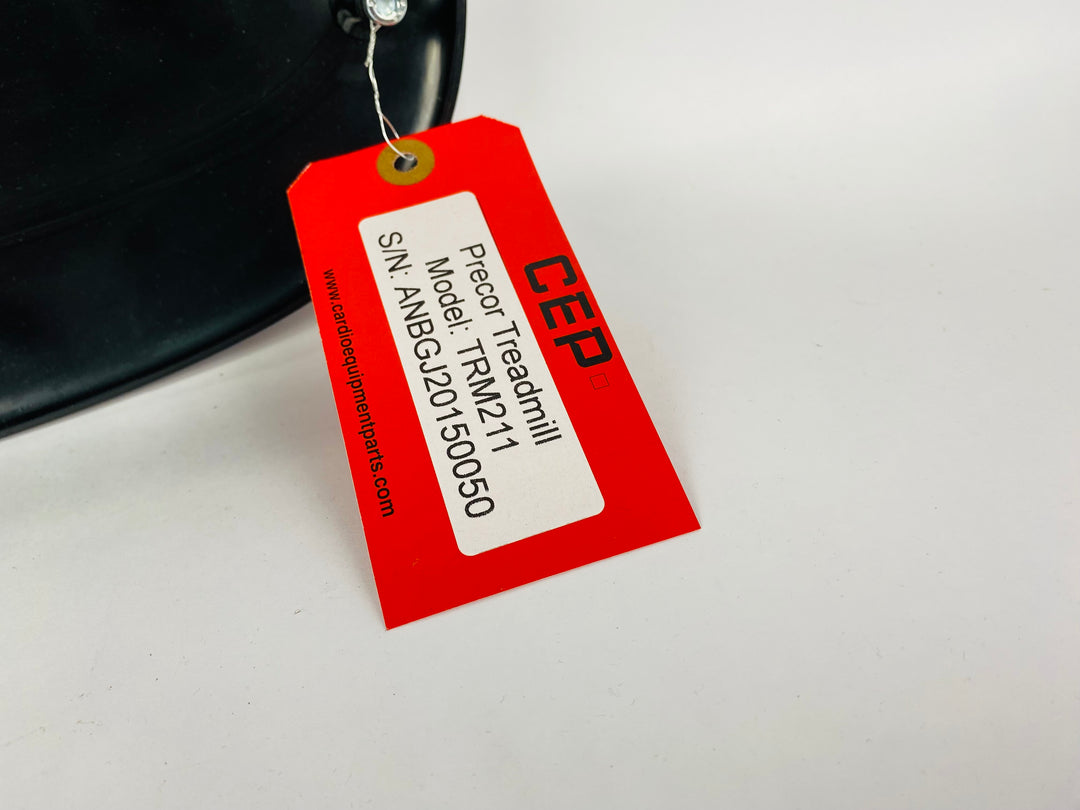 CEP
Precor Treadmill
Model: TRM211
S/N: ANBGJ20150050
www.cardioequipmentparts.com